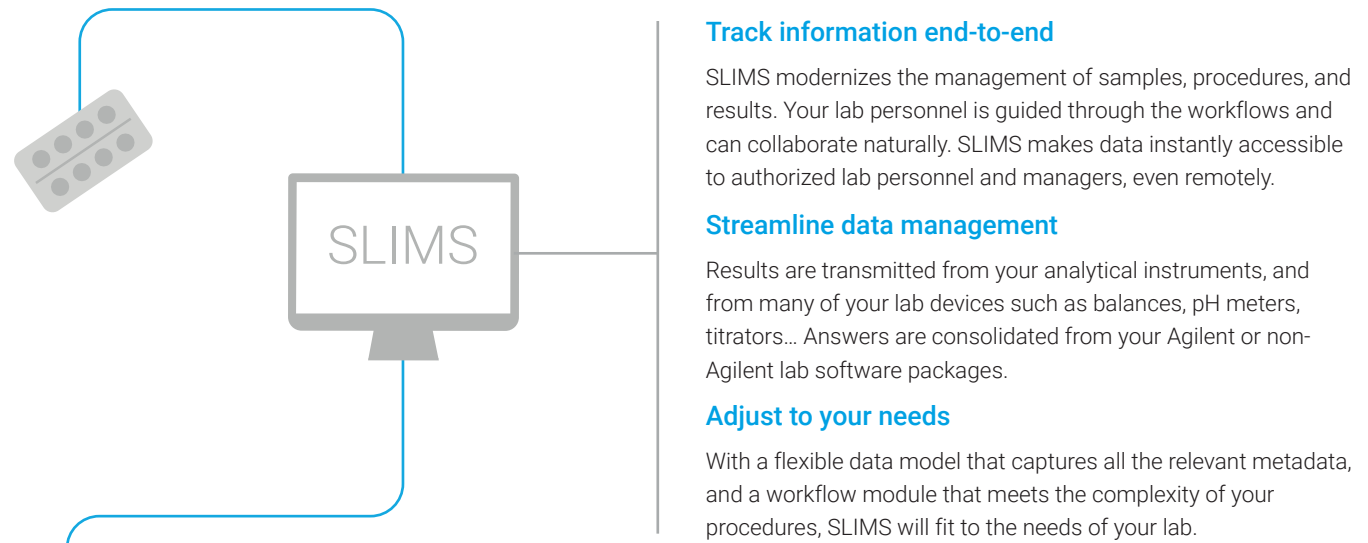 SLIMS
Track information end-to-end
SLIMS modernizes the management of samples, procedures, and
results. Your lab personnel is guided through the workflows and
can collaborate naturally. SLIMS makes data instantly accessible
to authorized lab personnel and managers, even remotely.
Streamline data management
Results are transmitted from your analytical instruments, and
from many of your lab devices such as balances, pH meters,
titrators… Answers are consolidated from your Agilent or non-
Agilent lab software packages.
Adjust to your needs
With a flexible data model that captures all the relevant metadata,
and a workflow module that meets the complexity of your
procedures, SLIMS will fit to the needs of your lab.